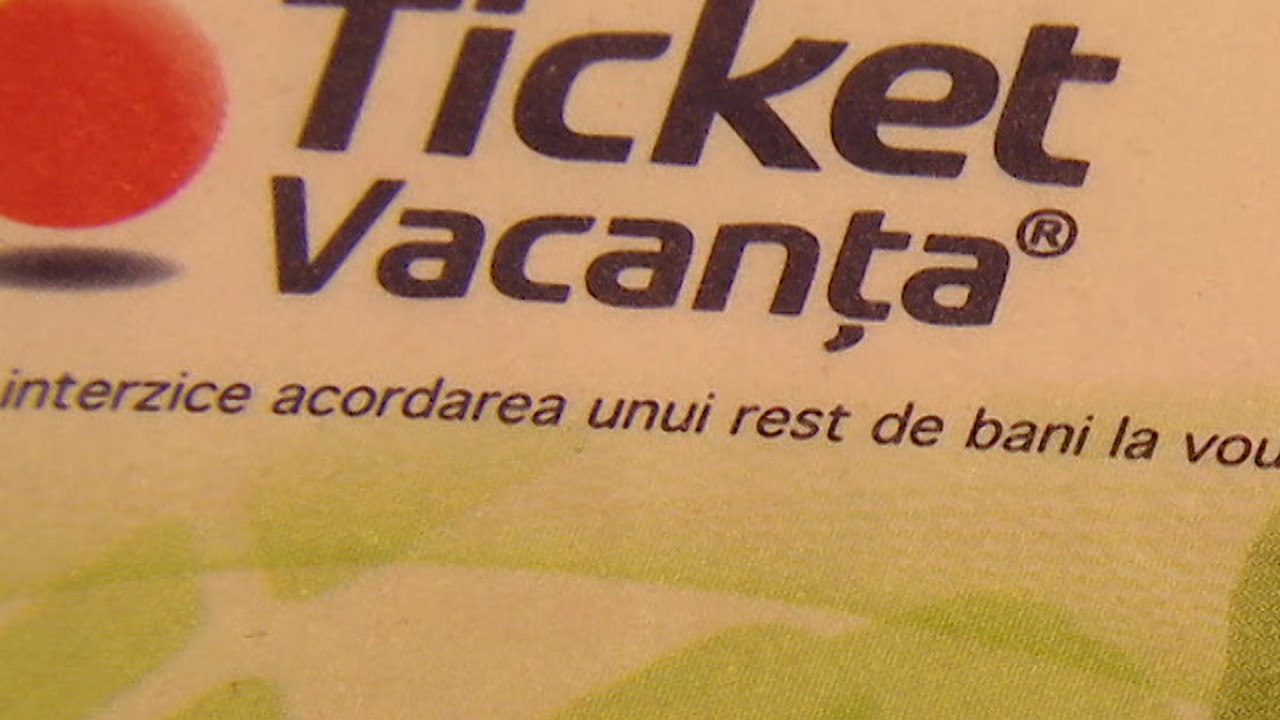 Ticket
Vacanța®
interzice acordarea unui rest de bani la